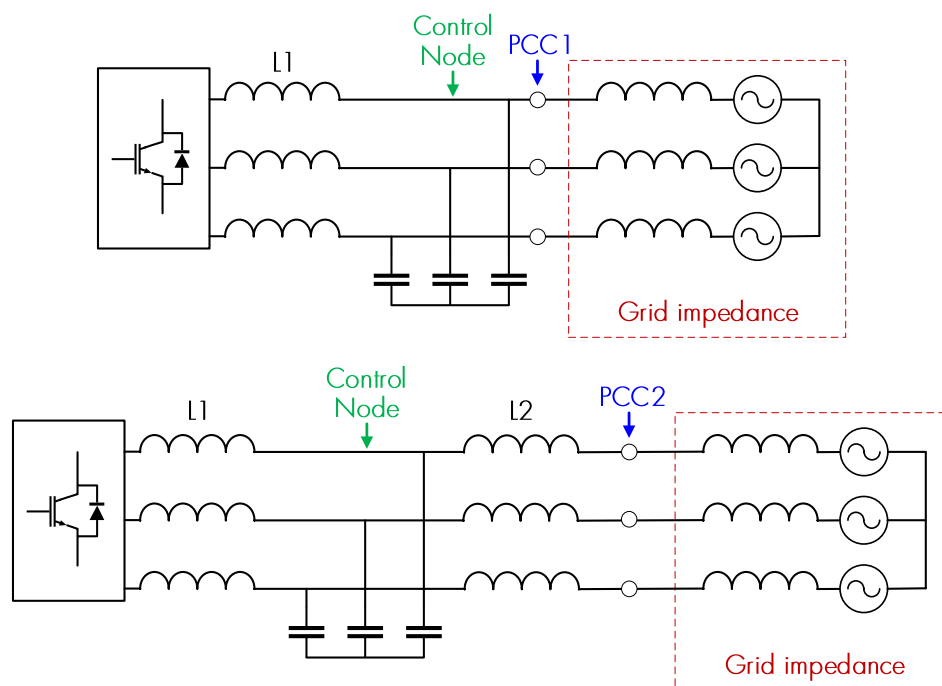 Control
Node
PCC1
L1
Grid impedance
Control
Node
L1
L2
PCC2
Grid impedance